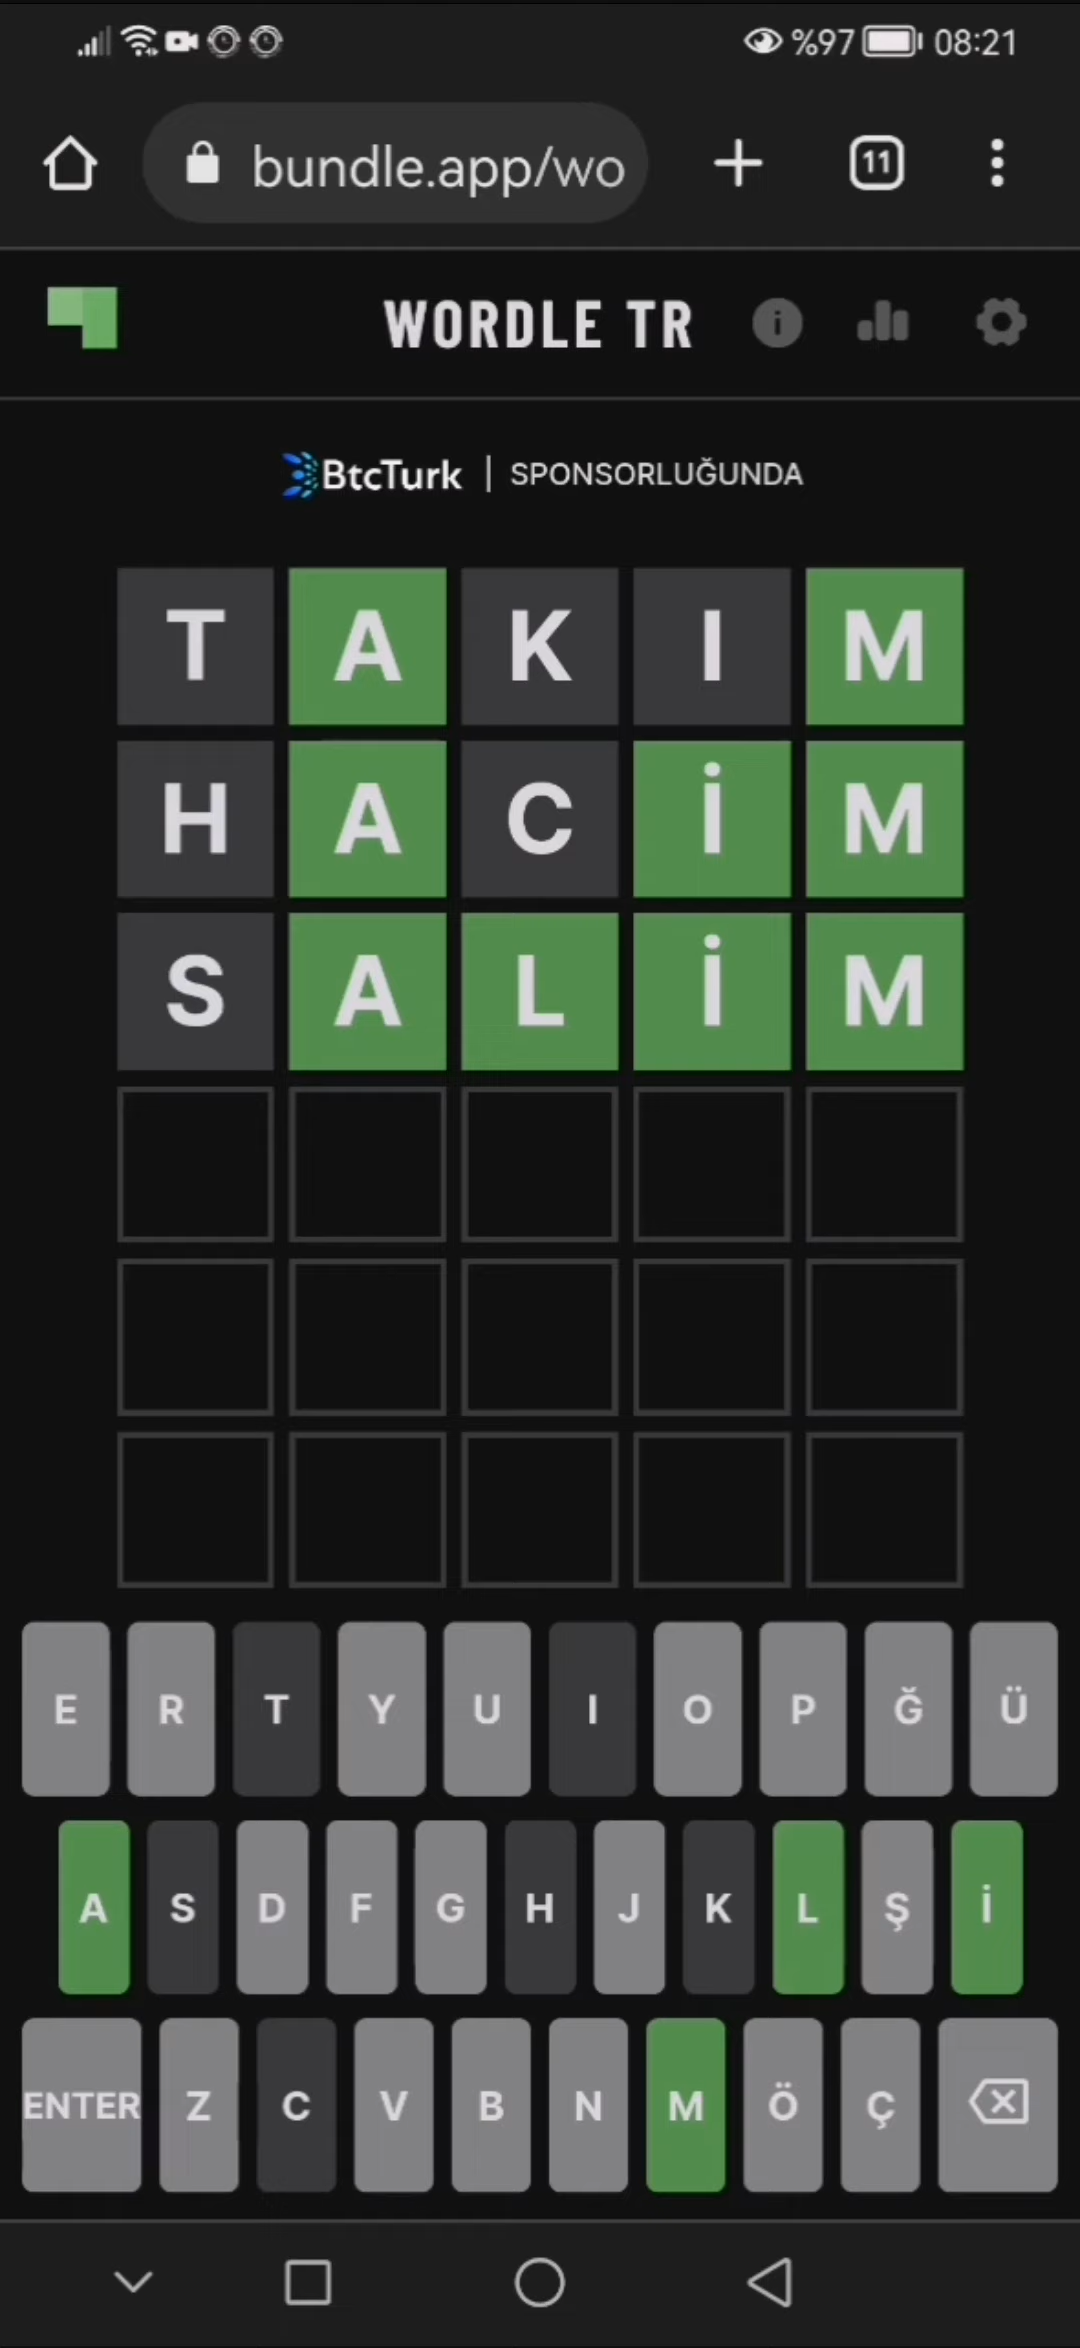 %97 08:21
bundle.app/wo
11
WORDLE TR
BtcTurk | SPONSORLUĞUNDA
T A K I M
H A C İ M
S A L İ M
E R T Y U I O P Ğ Ü
A S D F G H J K L Ş İ
ENTER Z C V B N M Ö Ç